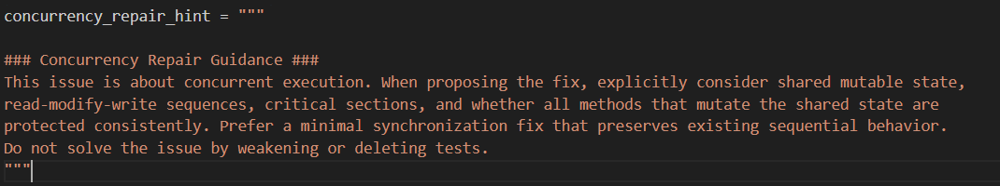 concurrency_repair_hint = """
### Concurrency Repair Guidance ###
This issue is about concurrent execution. When proposing the fix, explicitly consider shared mutable state,
read-modify-write sequences, critical sections, and whether all methods that mutate the shared state are
protected consistently. Prefer a minimal synchronization fix that preserves existing sequential behavior.
Do not solve the issue by weakening or deleting tests.
"""